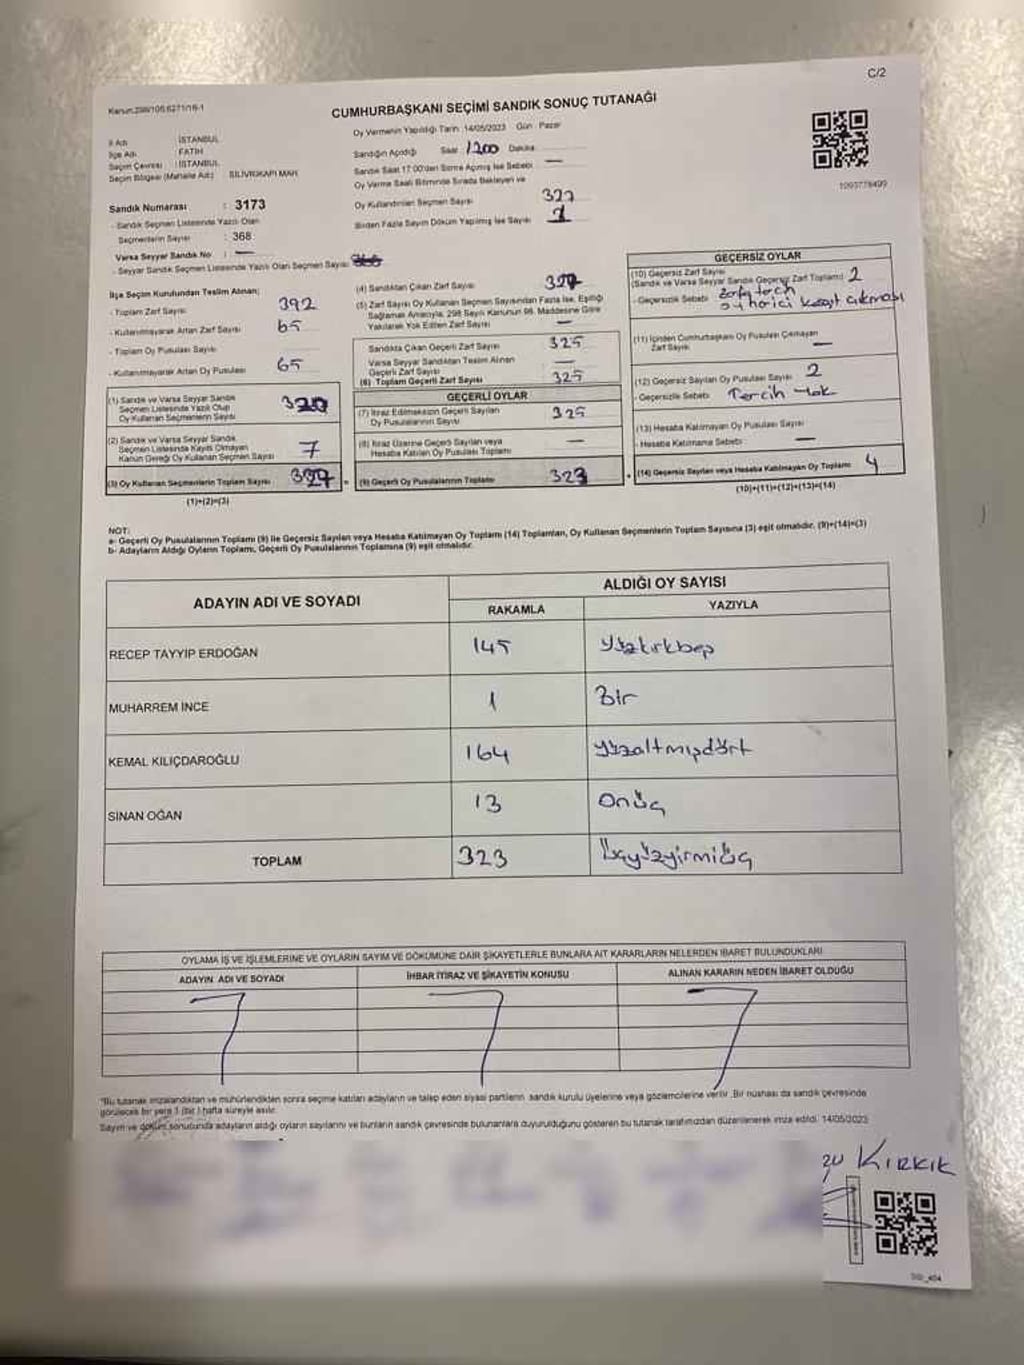 C/2
Kanun:298/106;6271/16-1
CUMHURBAŞKANI SEÇİMİ SANDIK SONUÇ TUTANAĞI
İl Adı : İSTANBUL
İlçe Adı : FATİH
Seçim Çevresi : İSTANBUL
Seçim Bölgesi (Mahalle Adı) : SİLİVRİKAPI MAH.
Oy Vermenin Yapıldığı Tarih : 14/05/2023 Gün : Pazar
Sandığın Açıldığı Saat : Dakika
Sandık Saat 17:00'den Sonra Açılmış İse Sebebi : —
Oy Verme Saati Bitiminde Sırada Bekleyen ve
Oy Kullandırılan Seçmen Sayısı 327
Birden Fazla Sayım Döküm Yapılmış İse Sayısı 1
1093778499
Sandık Numarası : 3173
- Sandık Seçmen Listesinde Yazılı Olan
Seçmenlerin Sayısı : 368
Varsa Seyyar Sandık No : —
- Seyyar Sandık Seçmen Listesinde Yazılı Olan Seçmen Sayısı:
İlçe Seçim Kurulundan Teslim Alınan;
- Toplam Zarf Sayısı 392
- Kullanılmayarak Artan Zarf Sayısı 65
- Toplam Oy Pusulası Sayısı
- Kullanılmayarak Artan Oy Pusulası 65
(1) Sandık ve Varsa Seyyar Sandık
Seçmen Listesinde Yazılı Olup
Oy Kullanan Seçmenlerin Sayısı 320
(2) Sandık ve Varsa Seyyar Sandık
Seçmen Listesinde Kaydı Olmayan
Kanun Gereği Oy Kullanan Seçmen Sayısı 7
(3) Oy Kullanan Seçmenlerin Toplam Sayısı 327
(1)+(2)=(3)
(4) Sandıktan Çıkan Zarf Sayısı 327
(5) Zarf Sayısı Oy Kullanan Seçmen Sayısından Fazla İse, Eşitliği
Sağlamak Amacıyla, 298 Sayılı Kanunun 98. Maddesine Göre
Yakılarak Yok Edilen Zarf Sayısı —
Sandıkta Çıkan Geçerli Zarf Sayısı 325
Varsa Seyyar Sandıktan Teslim Alınan
Geçerli Zarf Sayısı —
(6) Toplam Geçerli Zarf Sayısı 325
GEÇERLİ OYLAR
(7) İtiraz Edilmeksizin Geçerli Sayılan
Oy Pusulalarının Sayısı 325
(8) İtiraz Üzerine Geçerli Sayılan veya
Hesaba Katılan Oy Pusulası Toplamı —
= (9) Geçerli Oy Pusulalarının Toplamı 323
GEÇERSİZ OYLAR
(10) Geçersiz Zarf Sayısı
(Sandık ve Varsa Seyyar Sandık Geçersiz Zarf Toplamı) 2
- Geçersizlik Sebebi: tercih
oy harici kağıt çıkması
(11) İçinden Cumhurbaşkanı Oy Pusulası Çıkmayan
Zarf Sayısı —
(12) Geçersiz Sayılan Oy Pusulası Sayısı 2
- Geçersizlik Sebebi: Tercih yok
(13) Hesaba Katılmayan Oy Pusulası Sayısı
- Hesaba Katılmama Sebebi: —
+ (14) Geçersiz Sayılan veya Hesaba Katılmayan Oy Toplamı 4
(10)+(11)+(12)+(13)=(14)
NOT:
a- Geçerli Oy Pusulalarının Toplamı (9) ile Geçersiz Sayılan veya Hesaba Katılmayan Oy Toplamı (14) Toplamları, Oy Kullanan Seçmenlerin Toplam Sayısına (3) eşit olmalıdır. (9)+(14)=(3)
b- Adayların Aldığı Oyların Toplamı, Geçerli Oy Pusulalarının Toplamına (9) eşit olmalıdır.
ADAYIN ADI VE SOYADI ALDIĞI OY SAYISI
RAKAMLA YAZIYLA
RECEP TAYYIP ERDOĞAN 145 Yüzkırkbeş
MUHARREM İNCE 1 Bir
KEMAL KILIÇDAROĞLU 164 Yüzaltmışdört
SİNAN OĞAN 13 Onüç
TOPLAM 323 Üçyüzyirmiüç
OYLAMA İŞ VE İŞLEMLERİNE VE OYLARIN SAYIM VE DÖKÜMÜNE DAİR ŞİKAYETLERLE BUNLARA AİT KARARLARIN NELERDEN İBARET BULUNDUKLARI
ADAYIN ADI VE SOYADI İHBAR İTİRAZ VE ŞİKAYETİN KONUSU ALINAN KARARIN NEDEN İBARET OLDUĞU
*Bu tutanak imzalandıktan ve mühürlendikten sonra seçime katılan adayların ve talep eden siyasi partilerin sandık kurulu üyelerine veya gözlemcilerine verilir. Bir nüshası da sandık çevresinde
görülecek bir yere 1 (bir) hafta süreyle asılır.
Sayım ve döküm sonucunda adayların aldığı oyların sayılarını ve bunların sandık çevresinde bulunanlara duyurulduğunu gösteren bu tutanak tarafımızdan düzenlenerek imza edildi. 14/05/2023
KIRKIK